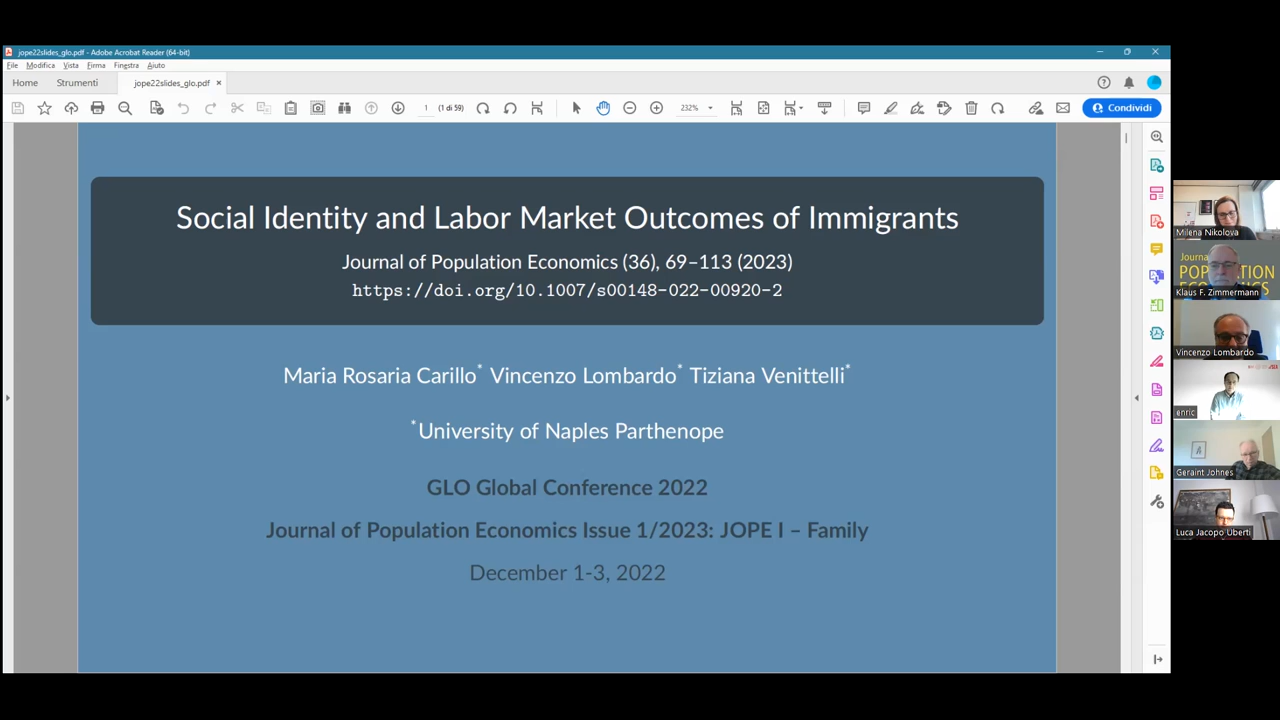 jope22slides_glo.pdf - Adobe Acrobat Reader (64-bit)
File Modifica Vista Firma Finestra Aiuto
Home Strumenti jope22slides_glo.pdf ×
1 (1 di 59) 232% Condividi
Social Identity and Labor Market Outcomes of Immigrants
Journal of Population Economics (36), 69–113 (2023)
https://doi.org/10.1007/s00148-022-00920-2
Maria Rosaria Carillo* Vincenzo Lombardo* Tiziana Venittelli*
*University of Naples Parthenope
GLO Global Conference 2022
Journal of Population Economics Issue 1/2023: JOPE I – Family
December 1-3, 2022
Milena Nikolova
Journa
POP ATION
Klaus F. Zimmermann
Vincenzo Lombardo
enric
Geraint Johnes
Luca Jacopo Uberti